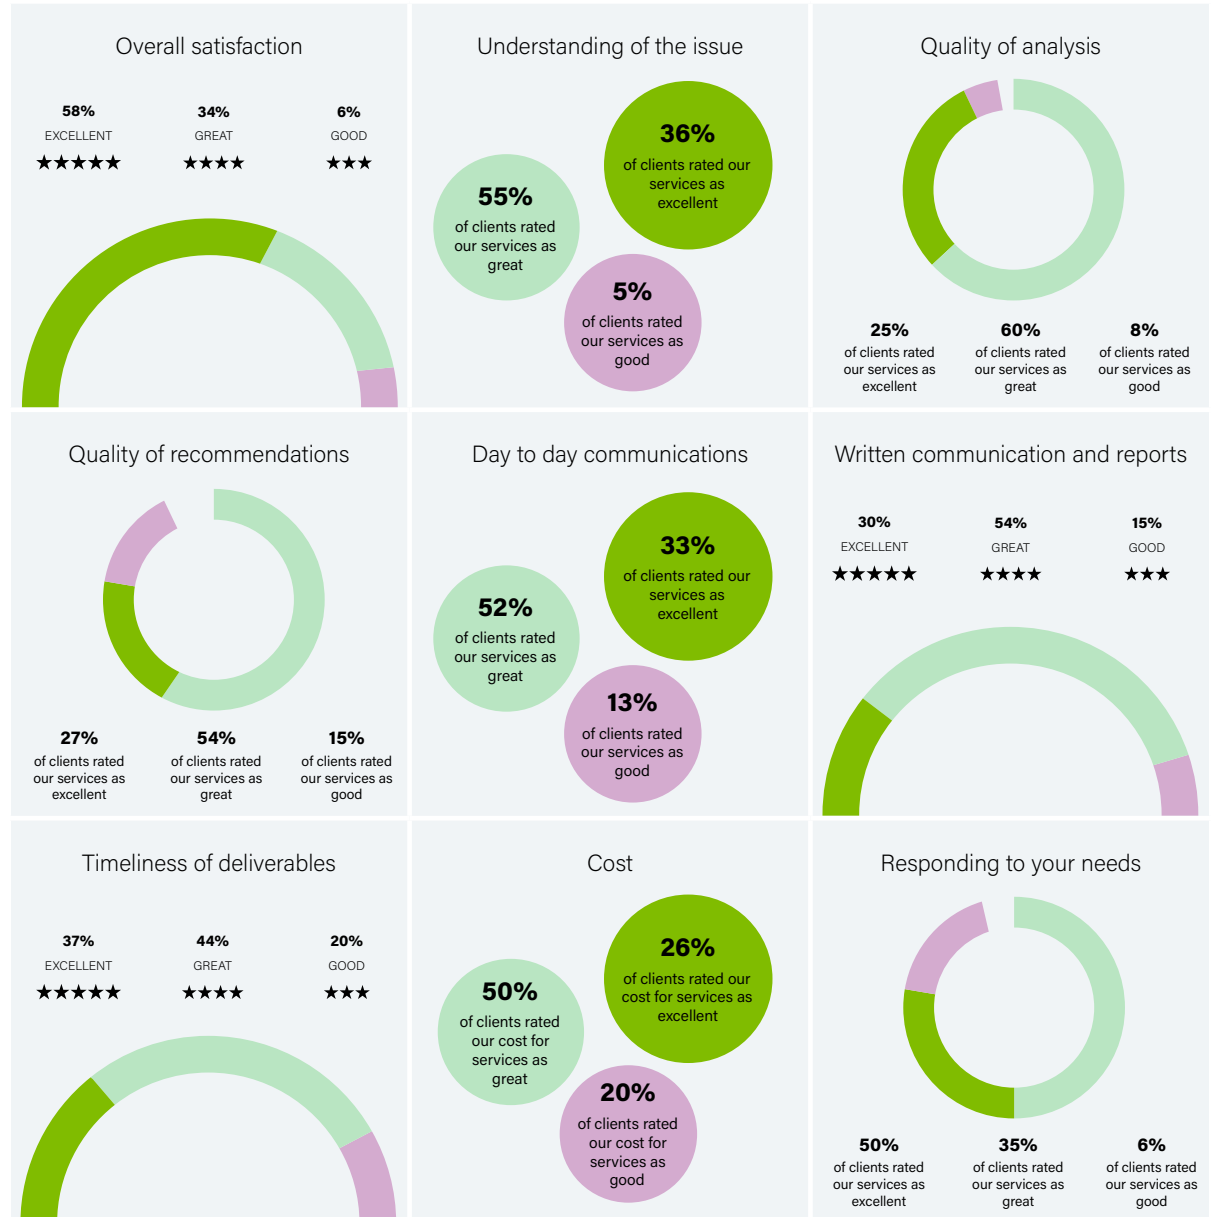 Overall satisfaction
58%
EXCELLENT
★★★★★
34%
GREAT
★★★★
6%
GOOD
★★★
Understanding of the issue
36%
of clients rated our
services as
excellent
55%
of clients rated
our services as
great
5%
of clients rated
our services as
good
Quality of analysis
25%
of clients rated
our services as
excellent
60%
of clients rated
our services as
great
8%
of clients rated
our services as
good
Quality of recommendations
27%
of clients rated
our services as
excellent
54%
of clients rated
our services as
great
15%
of clients rated
our services as
good
Day to day communications
33%
of clients rated our
services as
excellent
52%
of clients rated
our services as
great
13%
of clients rated
our services as
good
Written communication and reports
30%
EXCELLENT
★★★★★
54%
GREAT
★★★★
15%
GOOD
★★★
Timeliness of deliverables
37%
EXCELLENT
★★★★★
44%
GREAT
★★★★
20%
GOOD
★★★
Cost
26%
of clients rated our
cost for services as
excellent
50%
of clients rated
our cost for
services as
great
20%
of clients rated
our cost for
services as
good
Responding to your needs
50%
of clients rated
our services as
excellent
35%
of clients rated
our services as
great
6%
of clients rated
our services as
good